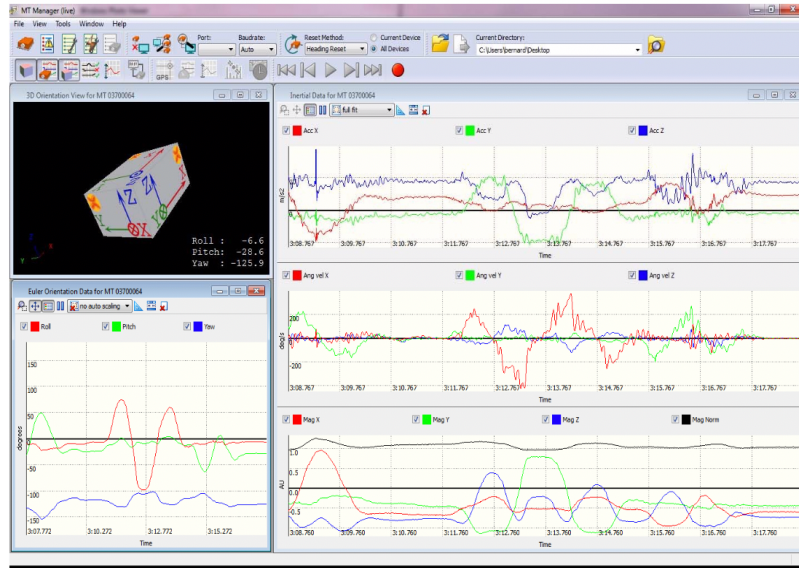 MT Manager (live)
File View Tools Window Help
Port:
Baudrate:
Auto
Reset Method:
Heading Reset
Current Device
All Devices
Current Directory:
C:\Users\bernard\Desktop
GPS
3D Orientation View for MT 03700064
Z
Z
X
Y
X
Roll : -6.6
Pitch: -28.6
Yaw : -125.9
Euler Orientation Data for MT 03700064
no auto scaling
Roll Pitch Yaw
150
100
50
0
-50
-100
-150
degrees
3:07.772 3:10.272 3:12.772 3:15.272
Time
Inertial Data for MT 03700064
full fit
Acc X Acc Y Acc Z
m/s2
0
3:08.767 3:09.767 3:10.767 3:11.767 3:12.767 3:13.767 3:14.767 3:15.767 3:16.767 3:17.767
Time
Ang vel X Ang vel Y Ang vel Z
200
deg/s
-200
3:08.767 3:09.767 3:10.767 3:11.767 3:12.767 3:13.767 3:14.767 3:15.767 3:16.767 3:17.767
Time
Mag X Mag Y Mag Z Mag Norm
1.0
0.5
0.0
-0.5
AU
3:08.760 3:09.760 3:10.760 3:11.760 3:12.760 3:13.760 3:14.760 3:15.760 3:16.760 3:17.760
Time